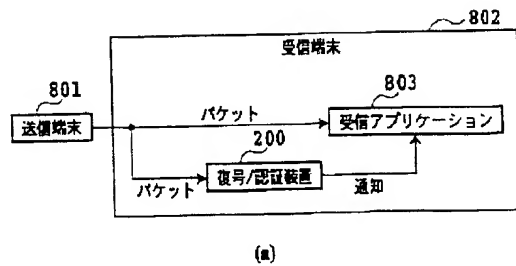 802
受信端末
801
803
送信端末
パケット
受信アプリケーション
200
パケット
復号/認証装置
通知
(a)